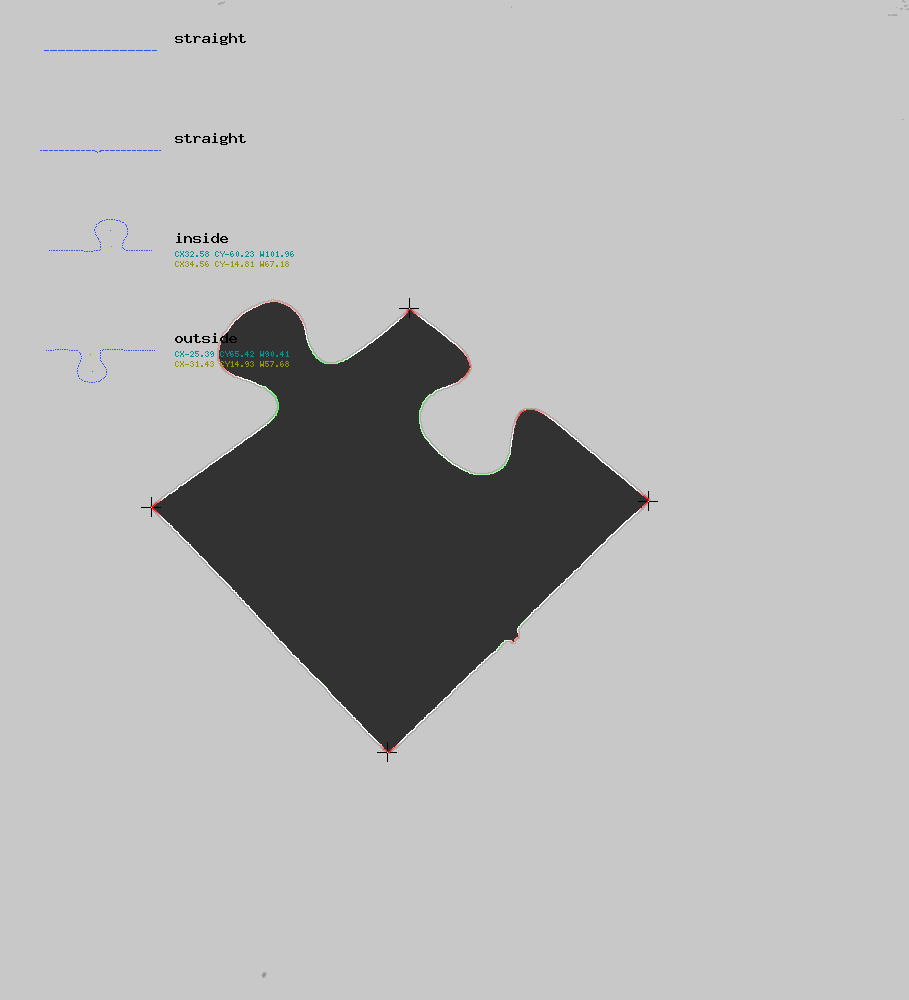 straight
straight
inside
CX32.58 CY-60.23 W101.96
CX34.56 CY-14.81 W67.18
outside
CX-25.39 CY65.42 W90.41
CX-31.43 CY14.93 W57.68